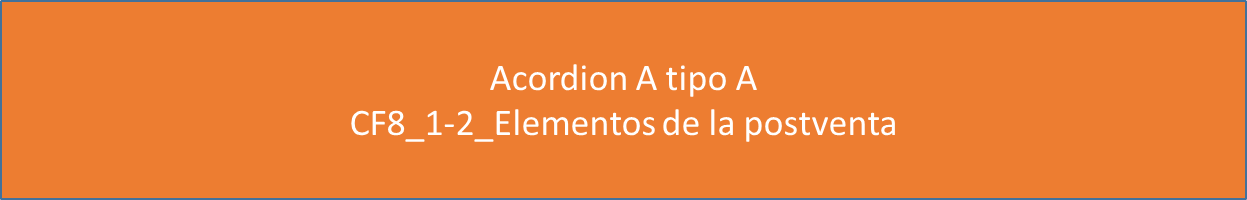 Acordion A tipo A
CF8_1-2_Elementos de la postventa